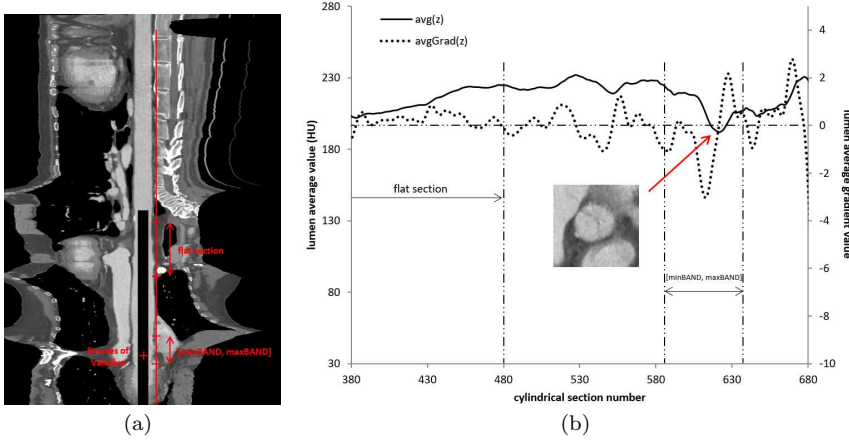 flat section
Sinuses of
Valsalva
[minBAND, maxBAND]
(a)
avg(z)
avgGrad(z)
lumen average value (HU)
230
180
130
80
30
4
2
0
-2
-4
-6
-8
-10
lumen average gradient value
flat section
[minBAND, maxBAND]
380
430
480
530
580
630
680
cylindrical section number
(b)